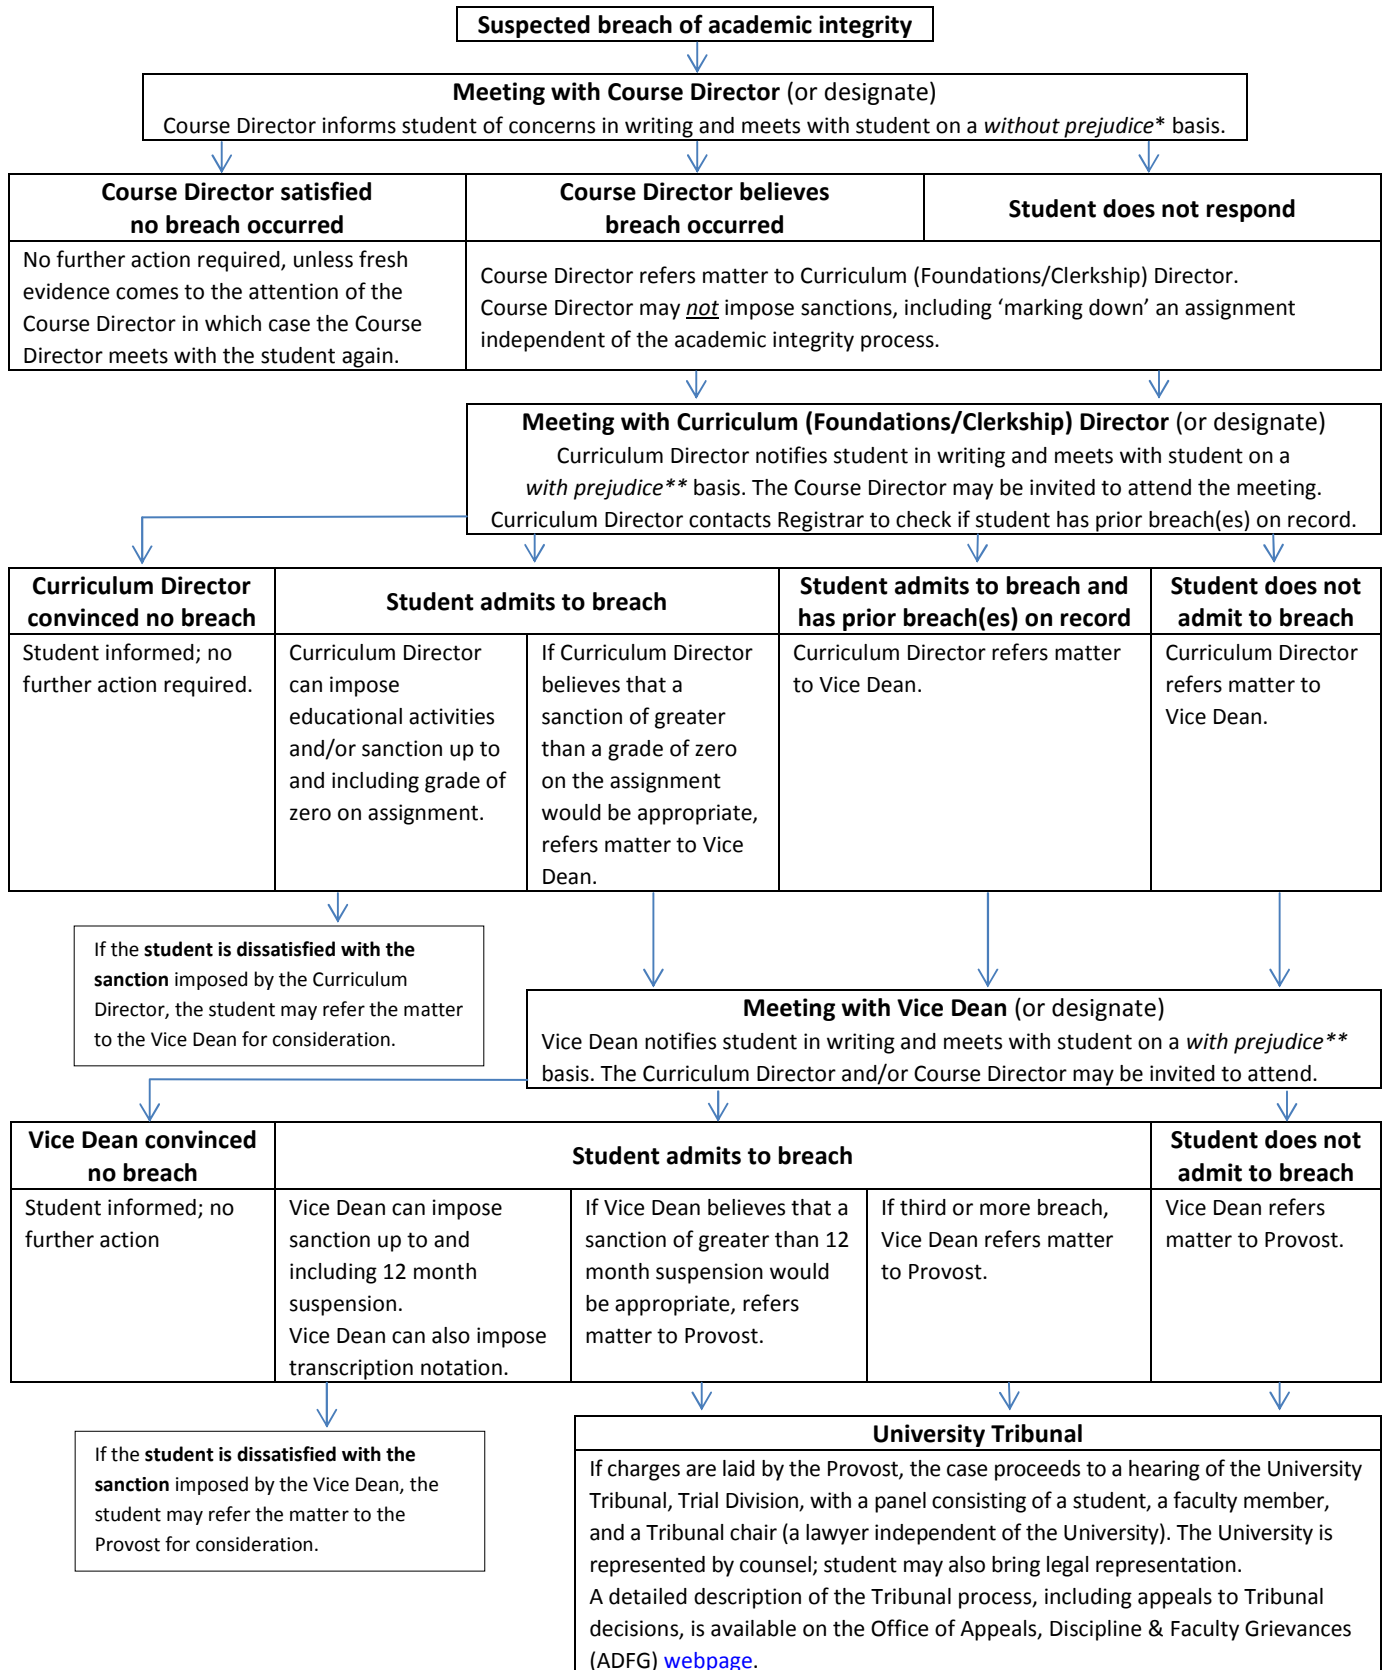 Suspected breach of academic integrity
Meeting with Course Director (or designate)
Course Director informs student of concerns in writing and meets with student on a without prejudice* basis.
Course Director satisfied
no breach occurred
Course Director believes
breach occurred
Student does not respond
No further action required, unless fresh
evidence comes to the attention of the
Course Director in which case the Course
Director meets with the student again.
Course Director refers matter to Curriculum (Foundations/Clerkship) Director.
Course Director may not impose sanctions, including ‘marking down’ an assignment
independent of the academic integrity process.
Meeting with Curriculum (Foundations/Clerkship) Director (or designate)
Curriculum Director notifies student in writing and meets with student on a
with prejudice** basis. The Course Director may be invited to attend the meeting.
Curriculum Director contacts Registrar to check if student has prior breach(es) on record.
Curriculum Director
convinced no breach
Student admits to breach
Student admits to breach and
has prior breach(es) on record
Student does not
admit to breach
Student informed; no
further action required.
Curriculum Director
can impose
educational activities
and/or sanction up to
and including grade of
zero on assignment.
If Curriculum Director
believes that a
sanction of greater
than a grade of zero
on the assignment
would be appropriate,
refers matter to Vice
Dean.
Curriculum Director refers matter
to Vice Dean.
Curriculum Director
refers matter to
Vice Dean.
If the student is dissatisfied with the
sanction imposed by the Curriculum
Director, the student may refer the matter
to the Vice Dean for consideration.
Meeting with Vice Dean (or designate)
Vice Dean notifies student in writing and meets with student on a with prejudice**
basis. The Curriculum Director and/or Course Director may be invited to attend.
Vice Dean convinced
no breach
Student admits to breach
Student does not
admit to breach
Student informed; no
further action
Vice Dean can impose
sanction up to and
including 12 month
suspension.
Vice Dean can also impose
transcription notation.
If Vice Dean believes that a
sanction of greater than 12
month suspension would
be appropriate, refers
matter to Provost.
If third or more breach,
Vice Dean refers matter
to Provost.
Vice Dean refers
matter to Provost.
If the student is dissatisfied with the
sanction imposed by the Vice Dean, the
student may refer the matter to the
Provost for consideration.
University Tribunal
If charges are laid by the Provost, the case proceeds to a hearing of the University
Tribunal, Trial Division, with a panel consisting of a student, a faculty member,
and a Tribunal chair (a lawyer independent of the University). The University is
represented by counsel; student may also bring legal representation.
A detailed description of the Tribunal process, including appeals to Tribunal
decisions, is available on the Office of Appeals, Discipline & Faculty Grievances
(ADFG) webpage.